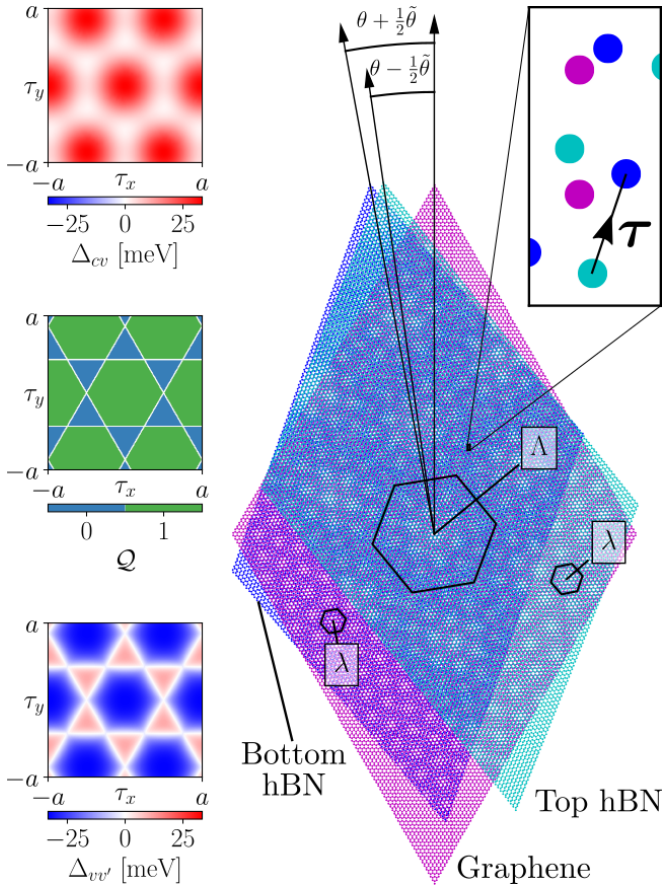 a
τy
−a
−a τx a
−25 0 25
Δcv [meV]
a
τy
−a
−a τx a
0 1
𝒬
a
τy
−a
−a τx a
−25 0 25
Δvv′ [meV]
θ + ½θ̃
θ − ½θ̃
τ
Λ
λ
λ
Bottom
hBN
Top hBN
Graphene